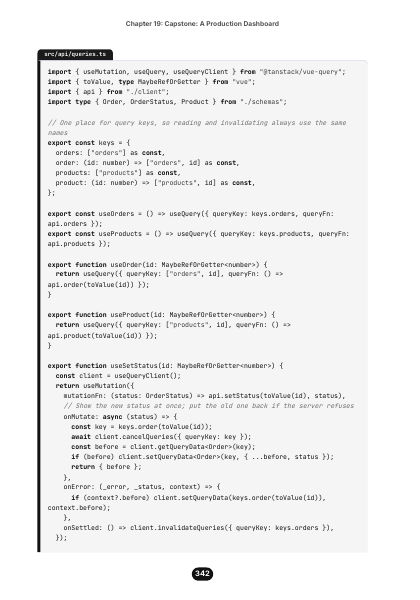 Chapter 19: Capstone: A Production Dashboard
src/api/queries.ts
import { useMutation, useQuery, useQueryClient } from "@tanstack/vue-query";
import { toValue, type MaybeRefOrGetter } from "vue";
import { api } from "./client";
import type { Order, OrderStatus, Product } from "./schemas";

// One place for query keys, so reading and invalidating always use the same
names
export const keys = {
  orders: ["orders"] as const,
  order: (id: number) => ["orders", id] as const,
  products: ["products"] as const,
  product: (id: number) => ["products", id] as const,
};

export const useOrders = () => useQuery({ queryKey: keys.orders, queryFn:
api.orders });
export const useProducts = () => useQuery({ queryKey: keys.products, queryFn:
api.products });

export function useOrder(id: MaybeRefOrGetter<number>) {
  return useQuery({ queryKey: ["orders", id], queryFn: () =>
api.order(toValue(id)) });
}

export function useProduct(id: MaybeRefOrGetter<number>) {
  return useQuery({ queryKey: ["products", id], queryFn: () =>
api.product(toValue(id)) });
}

export function useSetStatus(id: MaybeRefOrGetter<number>) {
  const client = useQueryClient();
  return useMutation({
    mutationFn: (status: OrderStatus) => api.setStatus(toValue(id), status),
    // Show the new status at once; put the old one back if the server refuses
    onMutate: async (status) => {
      const key = keys.order(toValue(id));
      await client.cancelQueries({ queryKey: key });
      const before = client.getQueryData<Order>(key);
      if (before) client.setQueryData<Order>(key, { ...before, status });
      return { before };
    },
    onError: (_error, _status, context) => {
      if (context?.before) client.setQueryData(keys.order(toValue(id)),
context.before);
    },
    onSettled: () => client.invalidateQueries({ queryKey: keys.orders }),
  });
342